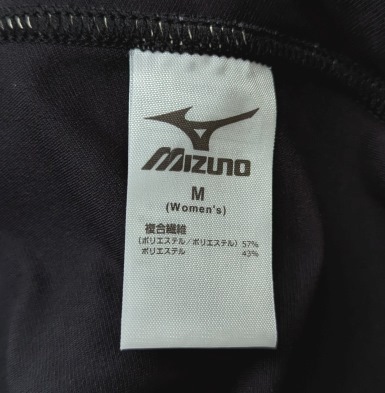 MIZUNO
M
(Women's)
複合繊維
(ポリエステル/ポリエステル) 57%
ポリエステル 43%